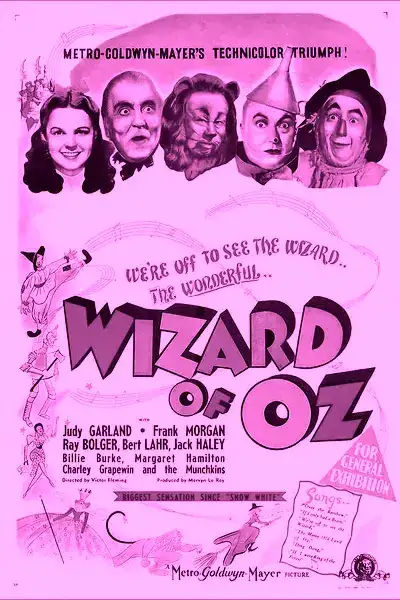 METRO-GOLDWYN-MAYER'S TECHNICOLOR TRIUMPH!
WE'RE OFF TO SEE THE WIZARD..
THE WONDERFUL..
WIZARD
OF OZ
WITH
Judy GARLAND • Frank MORGAN
Ray BOLGER, Bert LAHR, Jack HALEY
Billie Burke, Margaret Hamilton
Charley Grapewin and the Munchkins
Directed by Victor Fleming Produced by Mervyn Le Roy
FOR
GENERAL
EXHIBITION
BIGGEST SENSATION SINCE "SNOW WHITE"
Songs..
"Over the Rainbow"
A Metro-Goldwyn-Mayer PICTURE